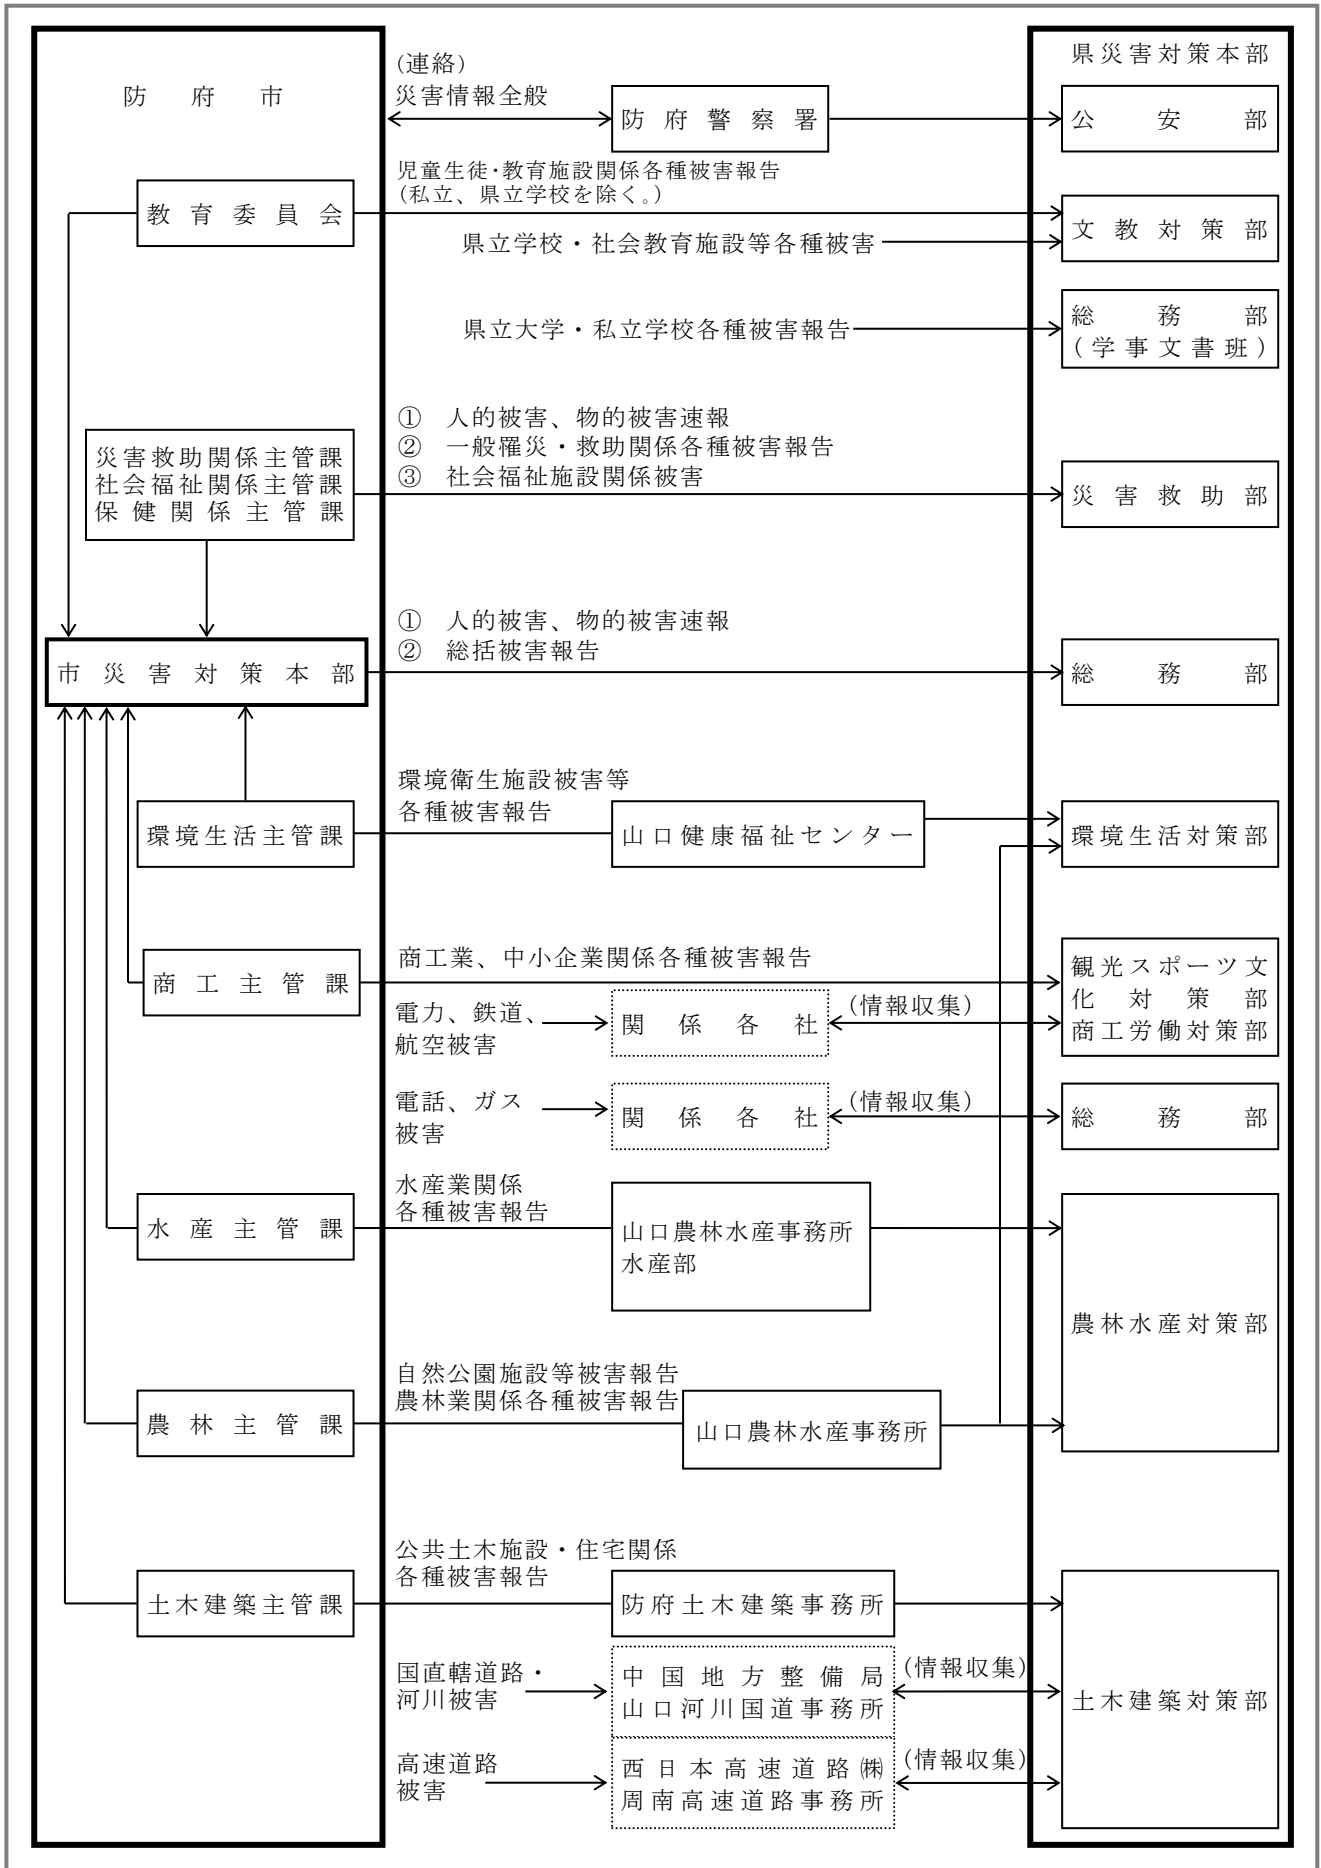 県災害対策本部
防府市
(連絡)
災害情報全般
防府警察署
公安部
児童生徒・教育施設関係各種被害報告
(私立、県立学校を除く。)
教育委員会
文教対策部
県立学校・社会教育施設等各種被害
県立大学・私立学校各種被害報告
総務部
(学事文書班)
① 人的被害、物的被害速報
② 一般罹災・救助関係各種被害報告
③ 社会福祉施設関係被害
災害救助関係主管課
社会福祉関係主管課
保健関係主管課
災害救助部
① 人的被害、物的被害速報
② 総括被害報告
市災害対策本部
総務部
環境衛生施設被害等
各種被害報告
環境生活主管課
山口健康福祉センター
環境生活対策部
商工業、中小企業関係各種被害報告
商工主管課
観光スポーツ文
化対策部
商工労働対策部
電力、鉄道、
航空被害
関係各社
(情報収集)
電話、ガス
被害
関係各社
(情報収集)
総務部
水産業関係
各種被害報告
水産主管課
山口農林水産事務所
水産部
農林水産対策部
自然公園施設等被害報告
農林業関係各種被害報告
農林主管課
山口農林水産事務所
公共土木施設・住宅関係
各種被害報告
土木建築主管課
防府土木建築事務所
国直轄道路・
河川被害
中国地方整備局
山口河川国道事務所
(情報収集)
土木建築対策部
高速道路
被害
西日本高速道路㈱
周南高速道路事務所
(情報収集)